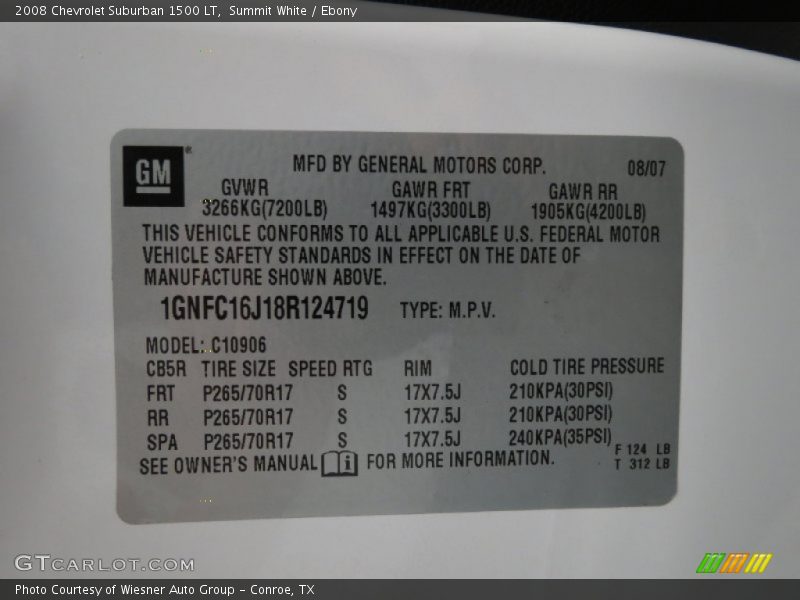 2008 Chevrolet Suburban 1500 LT, Summit White / Ebony
GM ®
MFD BY GENERAL MOTORS CORP. 08/07
GVWR GAWR FRT GAWR RR
3266KG(7200LB) 1497KG(3300LB) 1905KG(4200LB)
THIS VEHICLE CONFORMS TO ALL APPLICABLE U.S. FEDERAL MOTOR
VEHICLE SAFETY STANDARDS IN EFFECT ON THE DATE OF
MANUFACTURE SHOWN ABOVE.
1GNFC16J18R124719 TYPE: M.P.V.
MODEL: C10906
CB5R TIRE SIZE SPEED RTG RIM COLD TIRE PRESSURE
FRT P265/70R17 S 17X7.5J 210KPA(30PSI)
RR P265/70R17 S 17X7.5J 210KPA(30PSI)
SPA P265/70R17 S 17X7.5J 240KPA(35PSI)
SEE OWNER'S MANUAL i FOR MORE INFORMATION.
F 124 LB
T 312 LB
GTCARLOT.COM
Photo Courtesy of Wiesner Auto Group - Conroe, TX